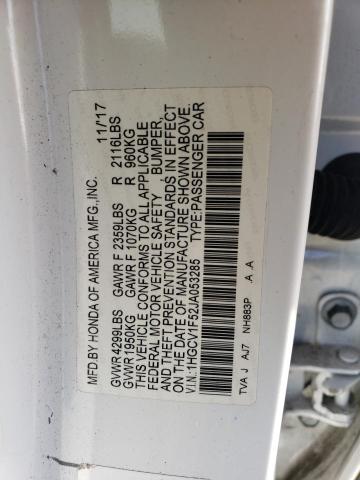 MFD BY HONDA OF AMERICA MFG.,INC. 11/'17
GVWR 4299LBS GAWR F 2359LBS R 2116LBS
GVWR 1950KG GAWR F 1070KG R 960KG
THIS VEHICLE CONFORMS TO ALL APPLICABLE
FEDERAL MOTOR VEHICLE SAFETY, BUMPER,
AND THEFT PREVENTION STANDARDS IN EFFECT
ON THE DATE OF MANUFACTURE SHOWN ABOVE.
V.I.N.:1HGCV1F52JA053285 TYPE:PASSENGER CAR
TVA J AJ7 NH883P .A .A